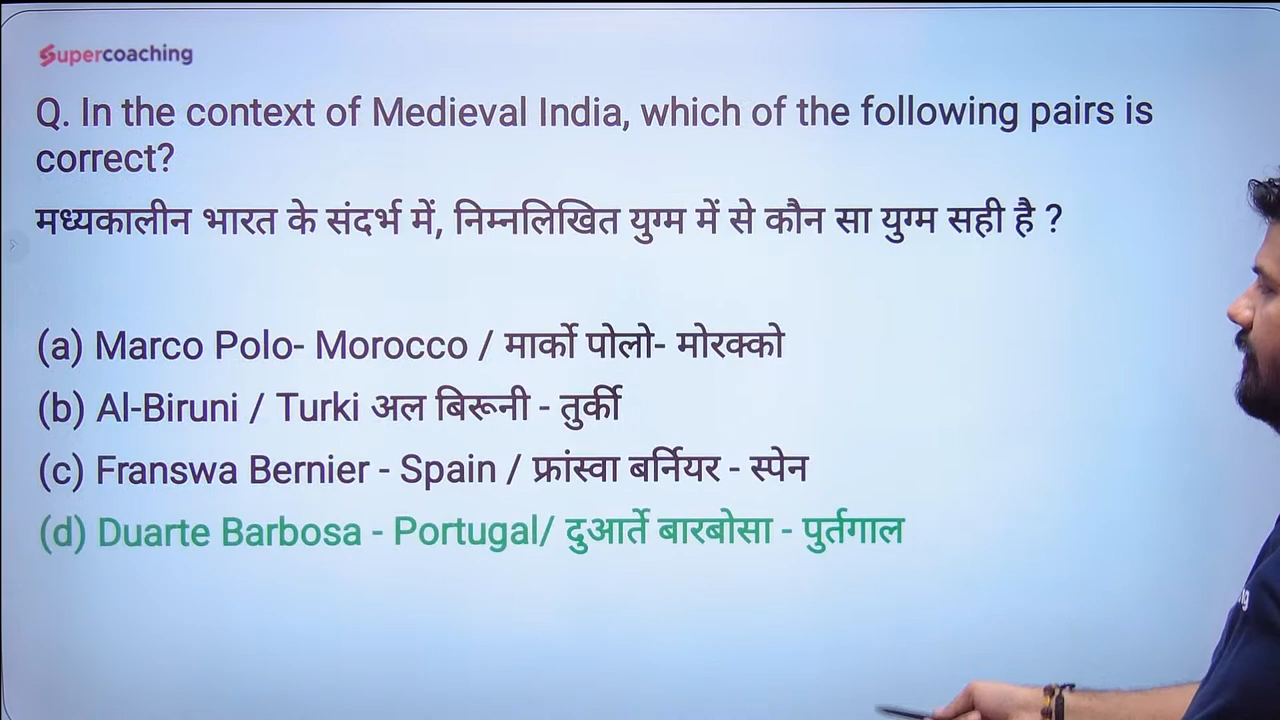 Supercoaching
Q. In the context of Medieval India, which of the following pairs is
correct?
मध्यकालीन भारत के संदर्भ में, निम्नलिखित युग्म में से कौन सा युग्म सही है ?
(a) Marco Polo- Morocco / मार्को पोलो- मोरक्को
(b) Al-Biruni / Turki अल बिरूनी - तुर्की
(c) Franswa Bernier - Spain / फ्रांस्वा बर्नियर - स्पेन
(d) Duarte Barbosa - Portugal/ दुआर्ते बारबोसा - पुर्तगाल